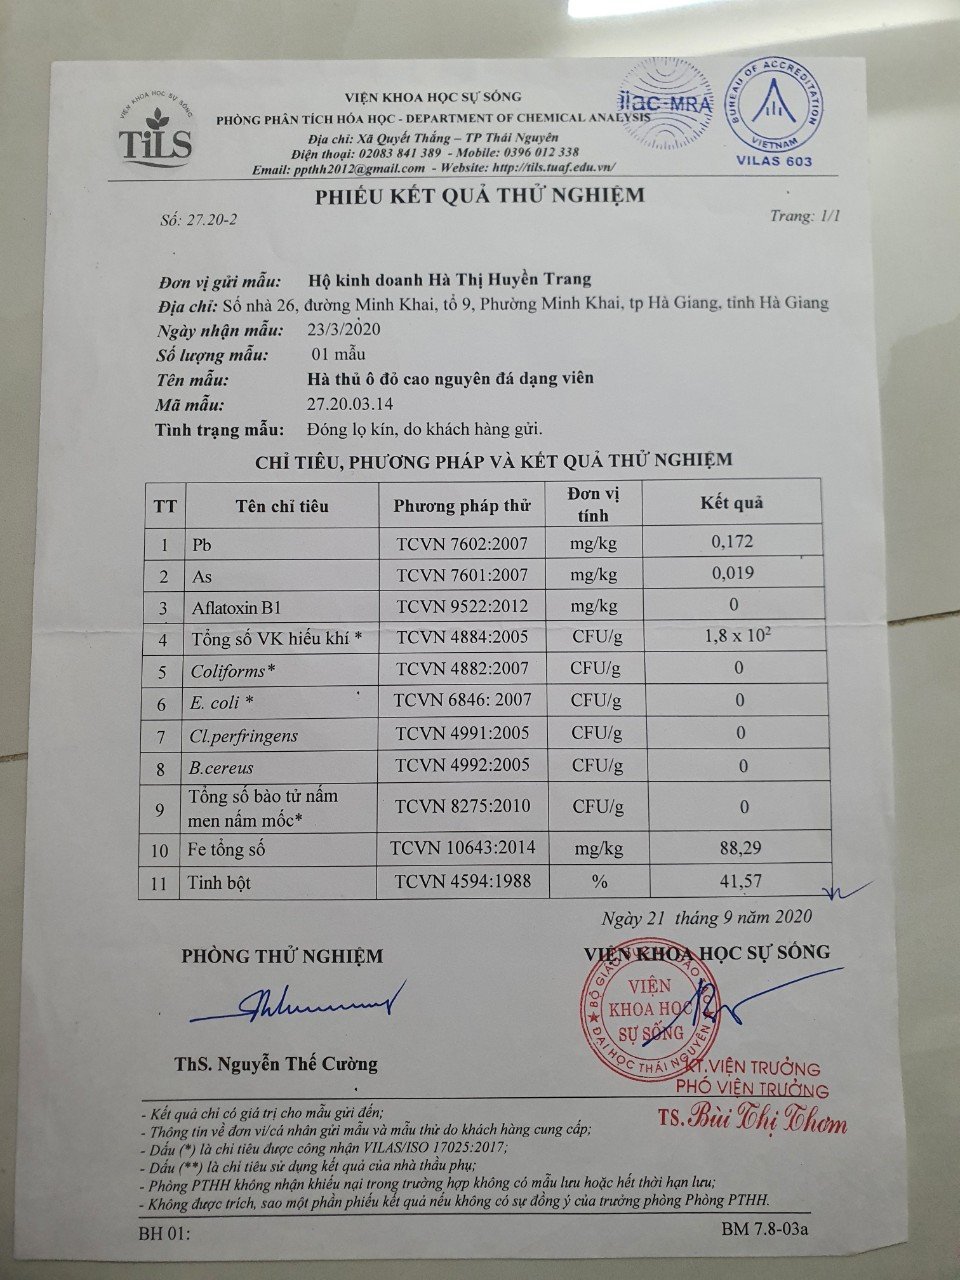 VIỆN KHOA HỌC SỰ SỐNG
TiLS
VIỆN KHOA HỌC SỰ SỐNG
PHÒNG PHÂN TÍCH HÓA HỌC - DEPARTMENT OF CHEMICAL ANALYSIS
Địa chỉ: Xã Quyết Thắng – TP Thái Nguyên
Điện thoại: 02083 841 389 - Mobile: 0396 012 338
Email: ppthh2012@gmail.com - Website: http://tils.tuaf.edu.vn/
ilac-MRA
BUREAU OF ACCREDITATION
VIETNAM
VILAS 603
PHIẾU KẾT QUẢ THỬ NGHIỆM
Số: 27.20-2
Trang: 1/1
Đơn vị gửi mẫu: Hộ kinh doanh Hà Thị Huyền Trang
Địa chỉ: Số nhà 26, đường Minh Khai, tổ 9, Phường Minh Khai, tp Hà Giang, tỉnh Hà Giang
Ngày nhận mẫu: 23/3/2020
Số lượng mẫu: 01 mẫu
Tên mẫu: Hà thủ ô đỏ cao nguyên đá dạng viên
Mã mẫu: 27.20.03.14
Tình trạng mẫu: Đóng lọ kín, do khách hàng gửi.
CHỈ TIÊU, PHƯƠNG PHÁP VÀ KẾT QUẢ THỬ NGHIỆM
TT Tên chỉ tiêu Phương pháp thử Đơn vị tính Kết quả
1 Pb TCVN 7602:2007 mg/kg 0,172
2 As TCVN 7601:2007 mg/kg 0,019
3 Aflatoxin B1 TCVN 9522:2012 mg/kg 0
4 Tổng số VK hiếu khí * TCVN 4884:2005 CFU/g 1,8 x 10²
5 Coliforms* TCVN 4882:2007 CFU/g 0
6 E. coli * TCVN 6846: 2007 CFU/g 0
7 Cl.perfringens TCVN 4991:2005 CFU/g 0
8 B.cereus TCVN 4992:2005 CFU/g 0
9 Tổng số bào tử nấm men nấm mốc* TCVN 8275:2010 CFU/g 0
10 Fe tổng số TCVN 10643:2014 mg/kg 88,29
11 Tinh bột TCVN 4594:1988 % 41,57
Ngày 21 tháng 9 năm 2020
PHÒNG THỬ NGHIỆM
VIỆN KHOA HỌC SỰ SỐNG
BỘ GIÁO DỤC ĐÀO TẠO
VIỆN
KHOA HỌC
SỰ SỐNG
ĐẠI HỌC THÁI NGUYÊN
ThS. Nguyễn Thế Cường
KT.VIỆN TRƯỞNG
PHÓ VIỆN TRƯỞNG
TS. Bùi Thị Thơm
- Kết quả chỉ có giá trị cho mẫu gửi đến;
- Thông tin về đơn vị/cá nhân gửi mẫu và mẫu thử do khách hàng cung cấp;
- Dấu (*) là chỉ tiêu được công nhận VILAS/ISO 17025:2017;
- Dấu (**) là chỉ tiêu sử dụng kết quả của nhà thầu phụ;
- Phòng PTHH không nhận khiếu nại trong trường hợp không có mẫu lưu hoặc hết thời hạn lưu;
- Không được trích, sao một phần phiếu kết quả nếu không có sự đồng ý của trưởng phòng Phòng PTHH.
BH 01:
BM 7.8-03a